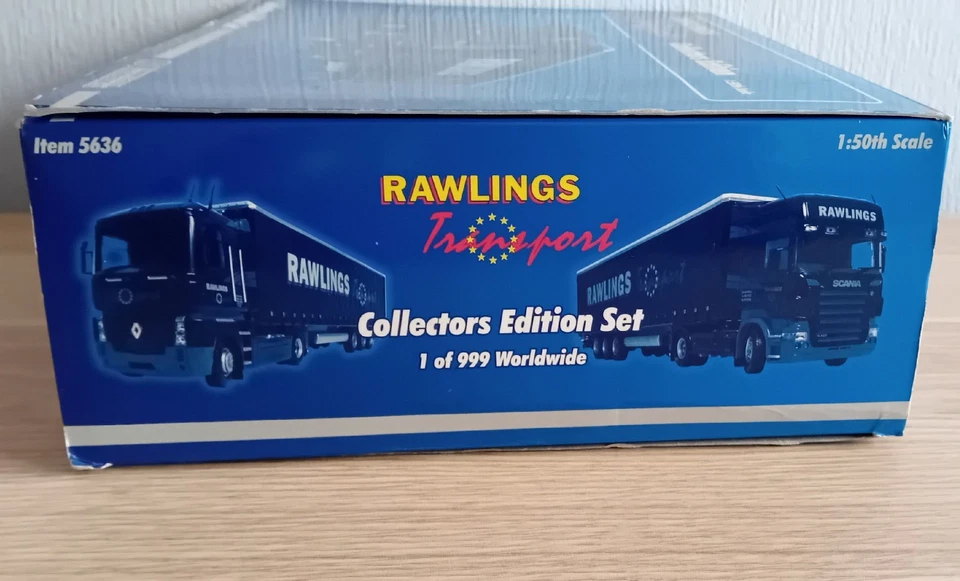 Item 5636
1:50th Scale
RAWLINGS
Transport
RAWLINGS
RAWLINGS
RAWLINGS
RAWLINGS
SCANIA
Collectors Edition Set
1 of 999 Worldwide